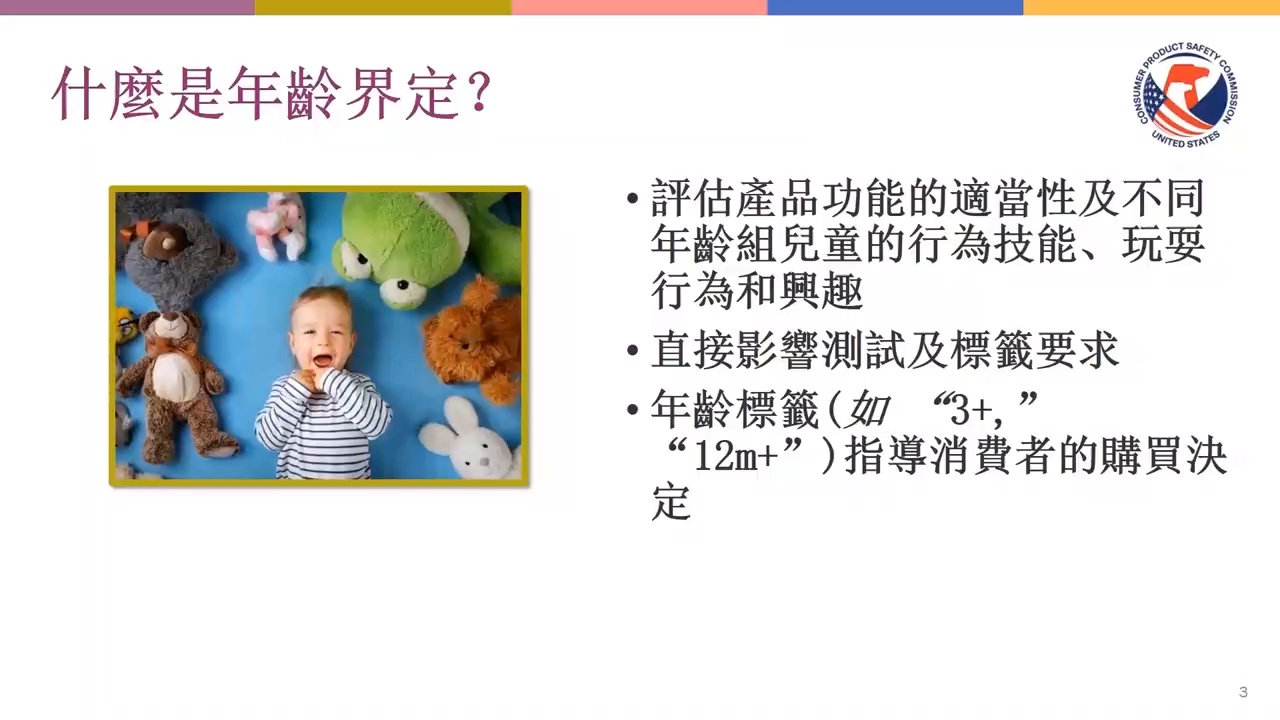 什麼是年齡界定？
CONSUMER PRODUCT SAFETY COMMISSION
UNITED STATES
• 評估產品功能的適當性及不同
年齡組兒童的行為技能、玩耍
行為和興趣
• 直接影響測試及標籤要求
• 年齡標籤(如 “3+,”
“12m+”)指導消費者的購買決
定
3